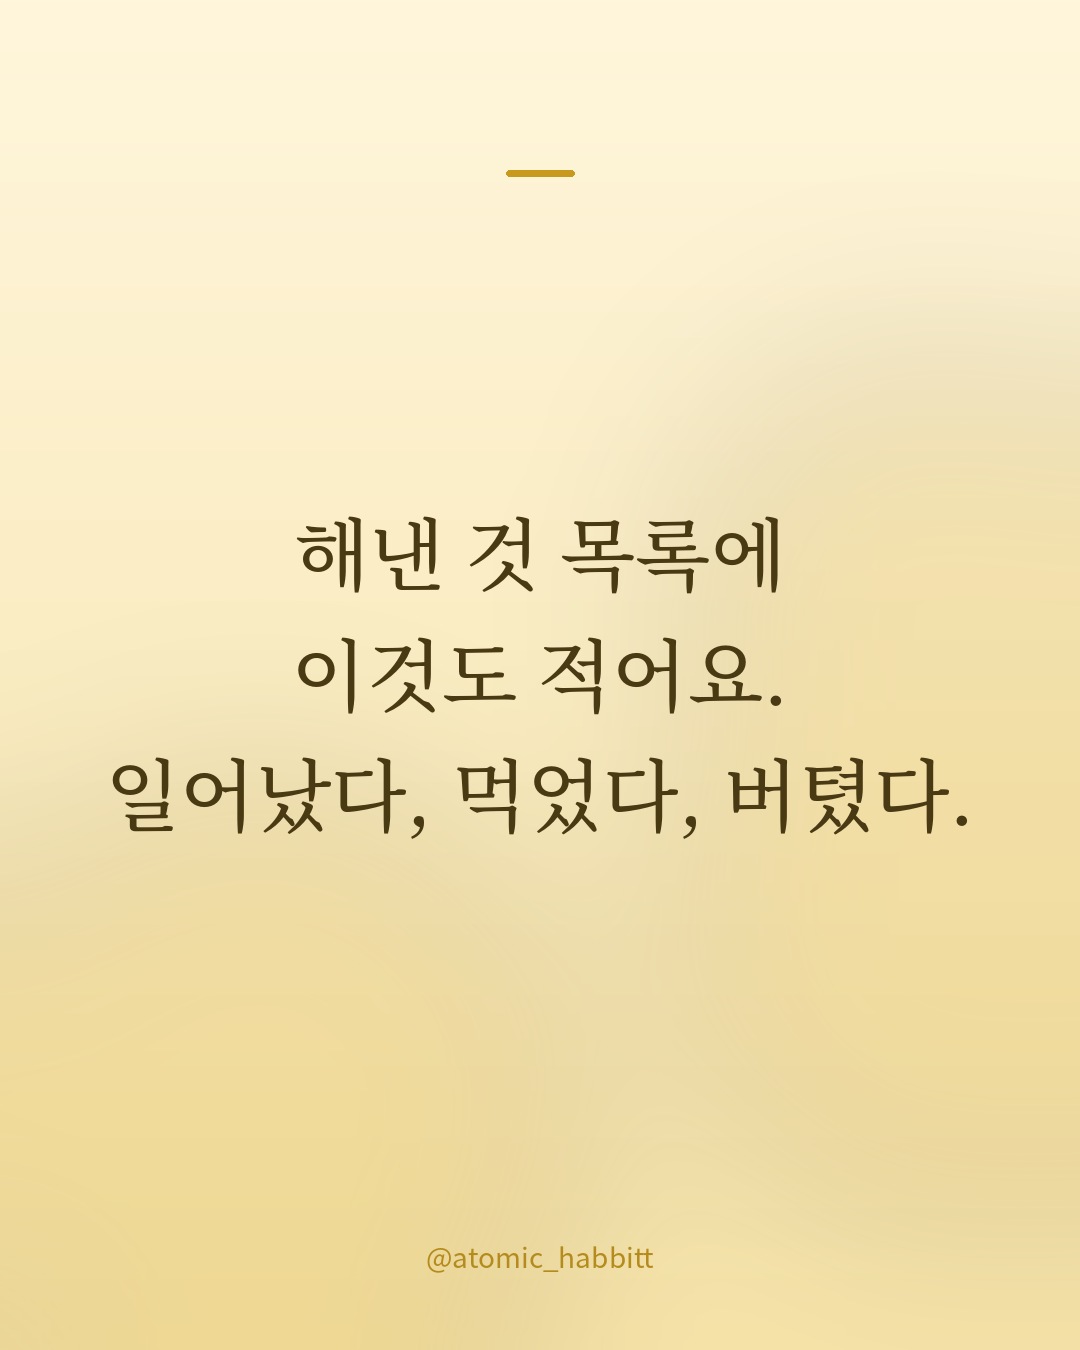 해낸 것 목록에
이것도 적어요.
일어났다, 먹었다, 버텼다.
@atomic_habbitt